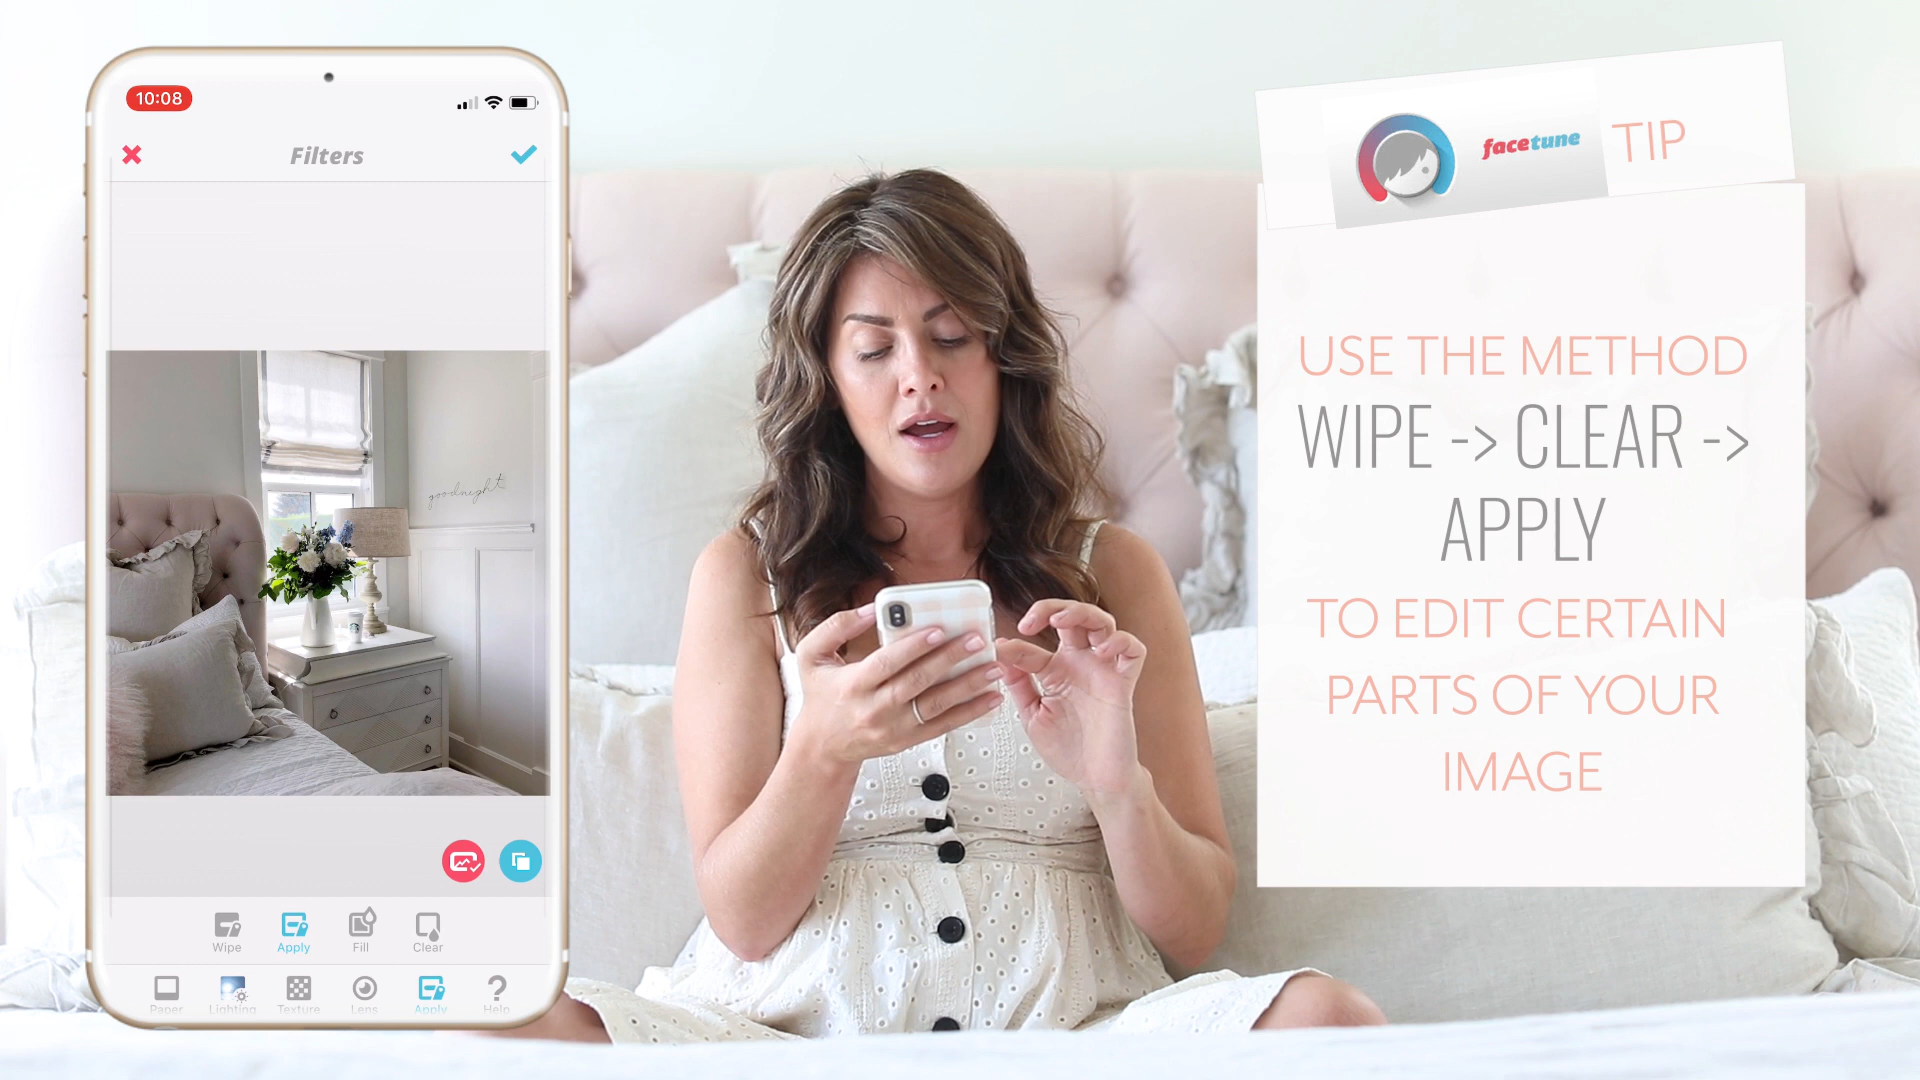 10:08
Filters
goodnight
Wipe
Apply
Fill
Clear
Paper
Lighting
Texture
Lens
Apply
Help
facetune TIP
USE THE METHOD
WIPE -> CLEAR ->
APPLY
TO EDIT CERTAIN
PARTS OF YOUR
IMAGE